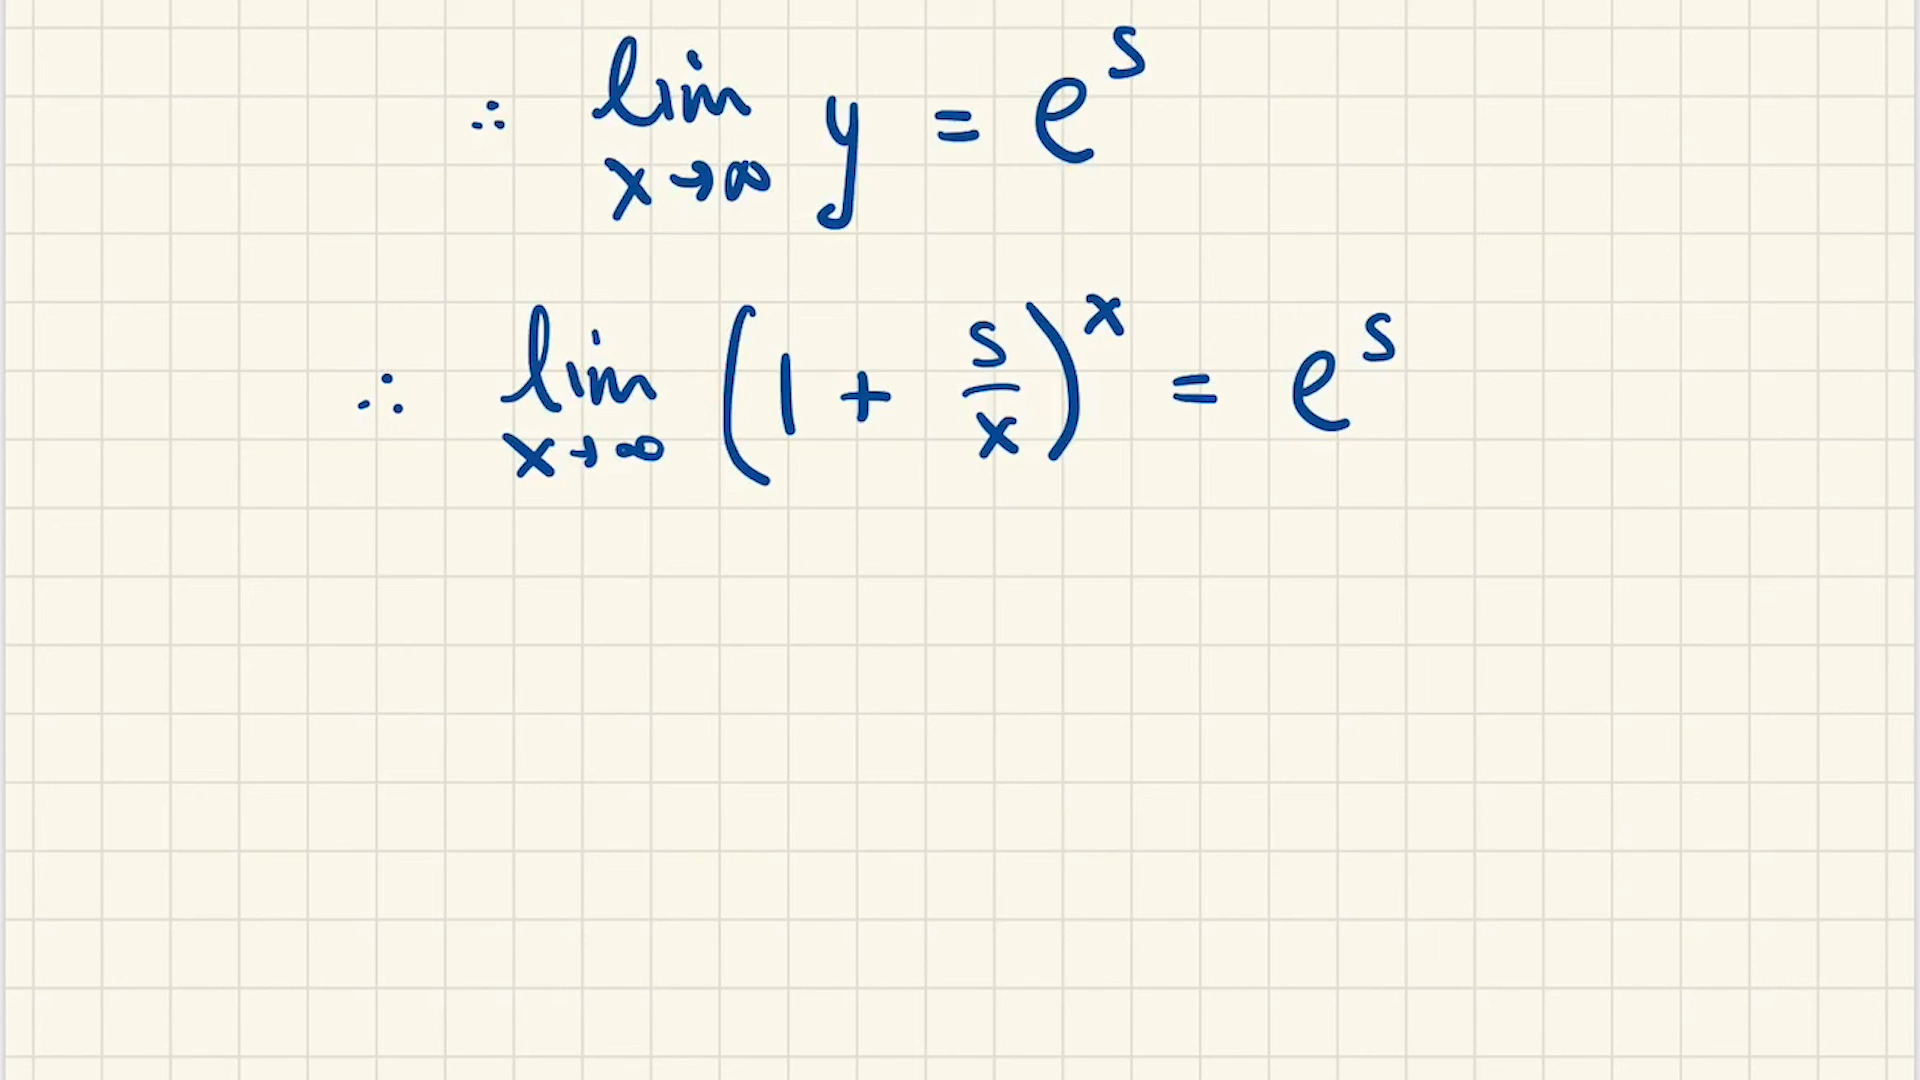 ∴ lim x→∞ y = e^s
∴ lim x→∞ (1 + s/x)^x = e^s